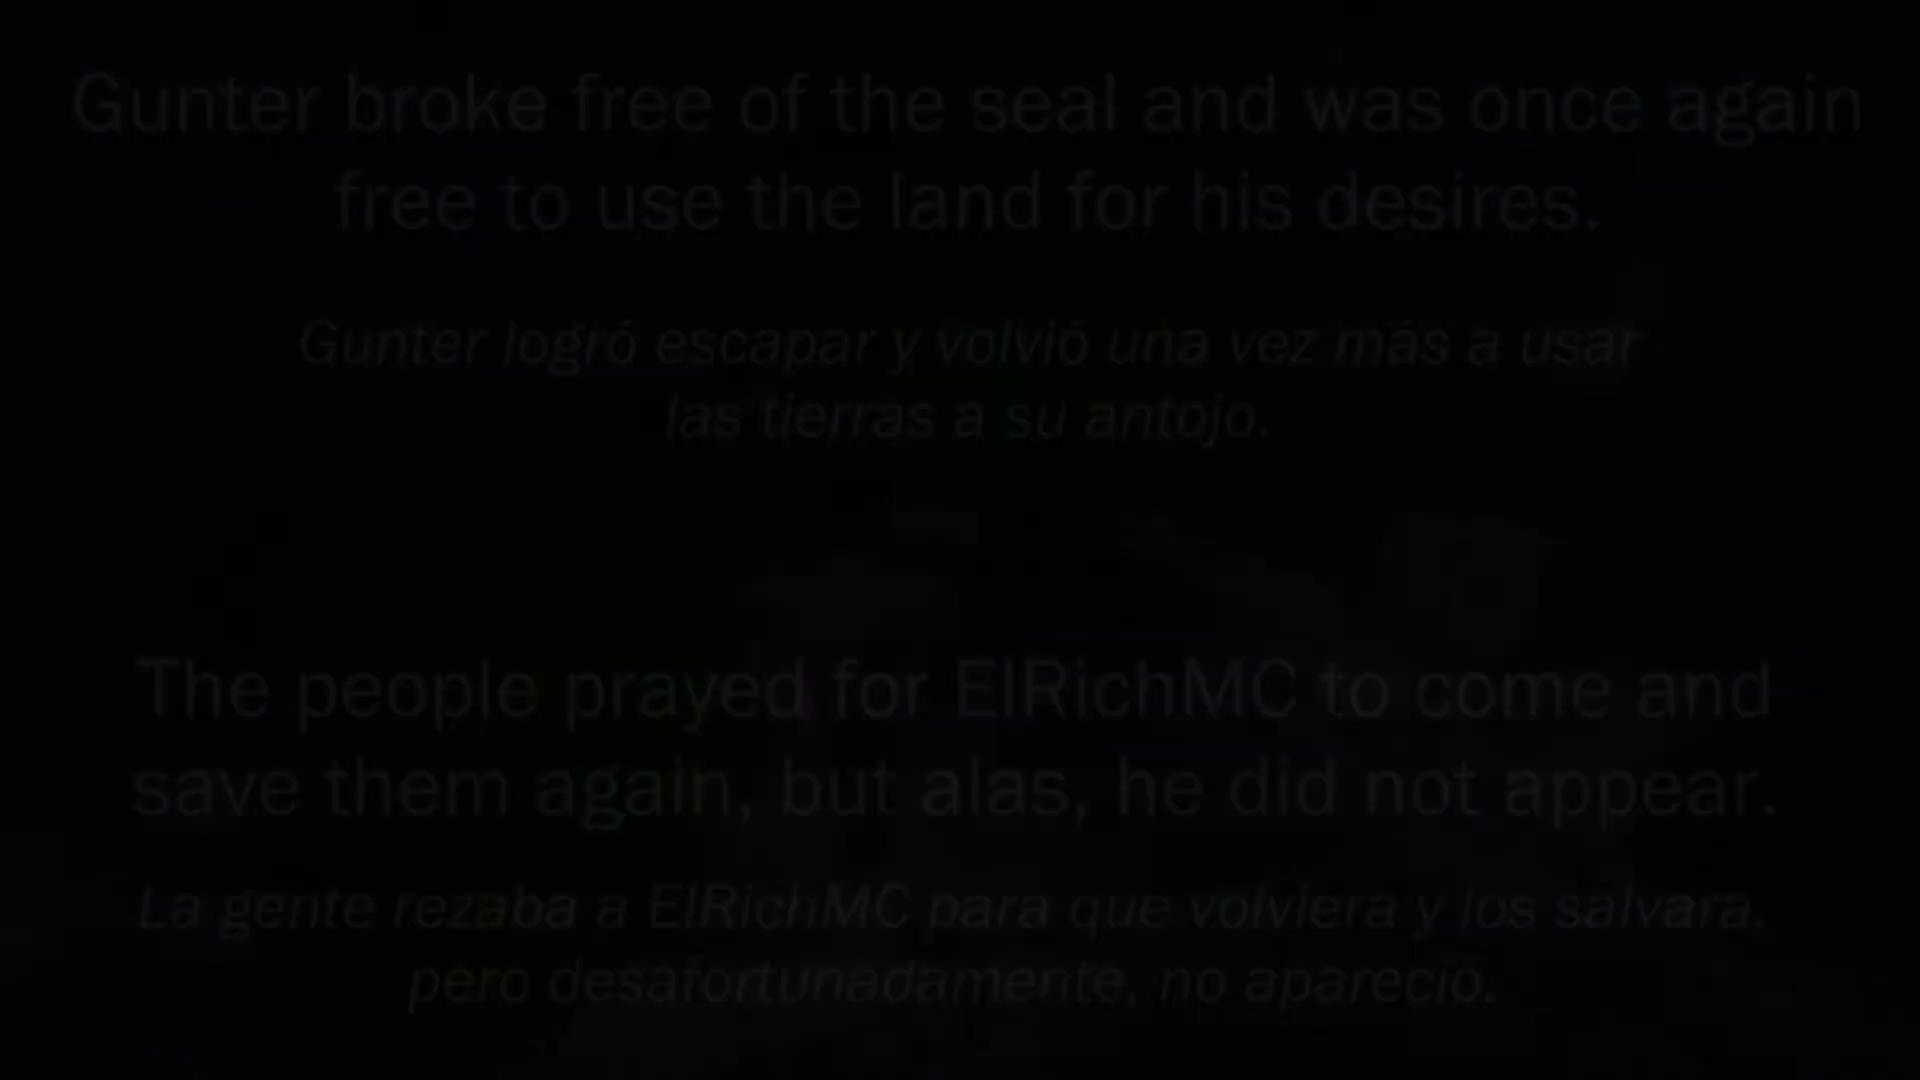 Gunter broke free of the seal and was once again
free to use the land for his desires.
Gunter logró escapar y volvió una vez más a usar
las tierras a su antojo.
The people prayed for ElRichMC to come and
save them again, but alas, he did not appear.
La gente rezaba a ElRichMC para que volviera y los salvara,
pero desafortunadamente, no apareció.